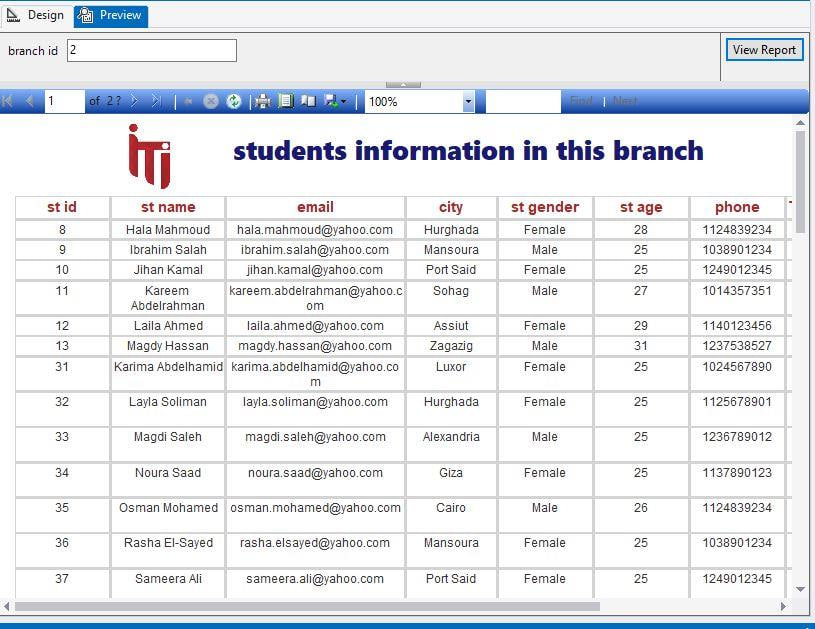 Design Preview
branch id 2 View Report
1 of 2 ? 100% Find | Next
iTi students information in this branch
st id st name email city st gender st age phone
8 Hala Mahmoud hala.mahmoud@yahoo.com Hurghada Female 28 1124839234
9 Ibrahim Salah ibrahim.salah@yahoo.com Mansoura Male 25 1038901234
10 Jihan Kamal jihan.kamal@yahoo.com Port Said Female 25 1249012345
11 Kareem kareem.abdelrahman@yahoo.c Sohag Male 27 1014357351
Abdelrahman om
12 Laila Ahmed laila.ahmed@yahoo.com Assiut Female 29 1140123456
13 Magdy Hassan magdy.hassan@yahoo.com Zagazig Male 31 1237538527
31 Karima Abdelhamid karima.abdelhamid@yahoo.co Luxor Female 25 1024567890
m
32 Layla Soliman layla.soliman@yahoo.com Hurghada Female 25 1125678901
33 Magdi Saleh magdi.saleh@yahoo.com Alexandria Male 25 1236789012
34 Noura Saad noura.saad@yahoo.com Giza Female 25 1137890123
35 Osman Mohamed osman.mohamed@yahoo.com Cairo Male 26 1124839234
36 Rasha El-Sayed rasha.elsayed@yahoo.com Mansoura Female 25 1038901234
37 Sameera Ali sameera.ali@yahoo.com Port Said Female 25 1249012345